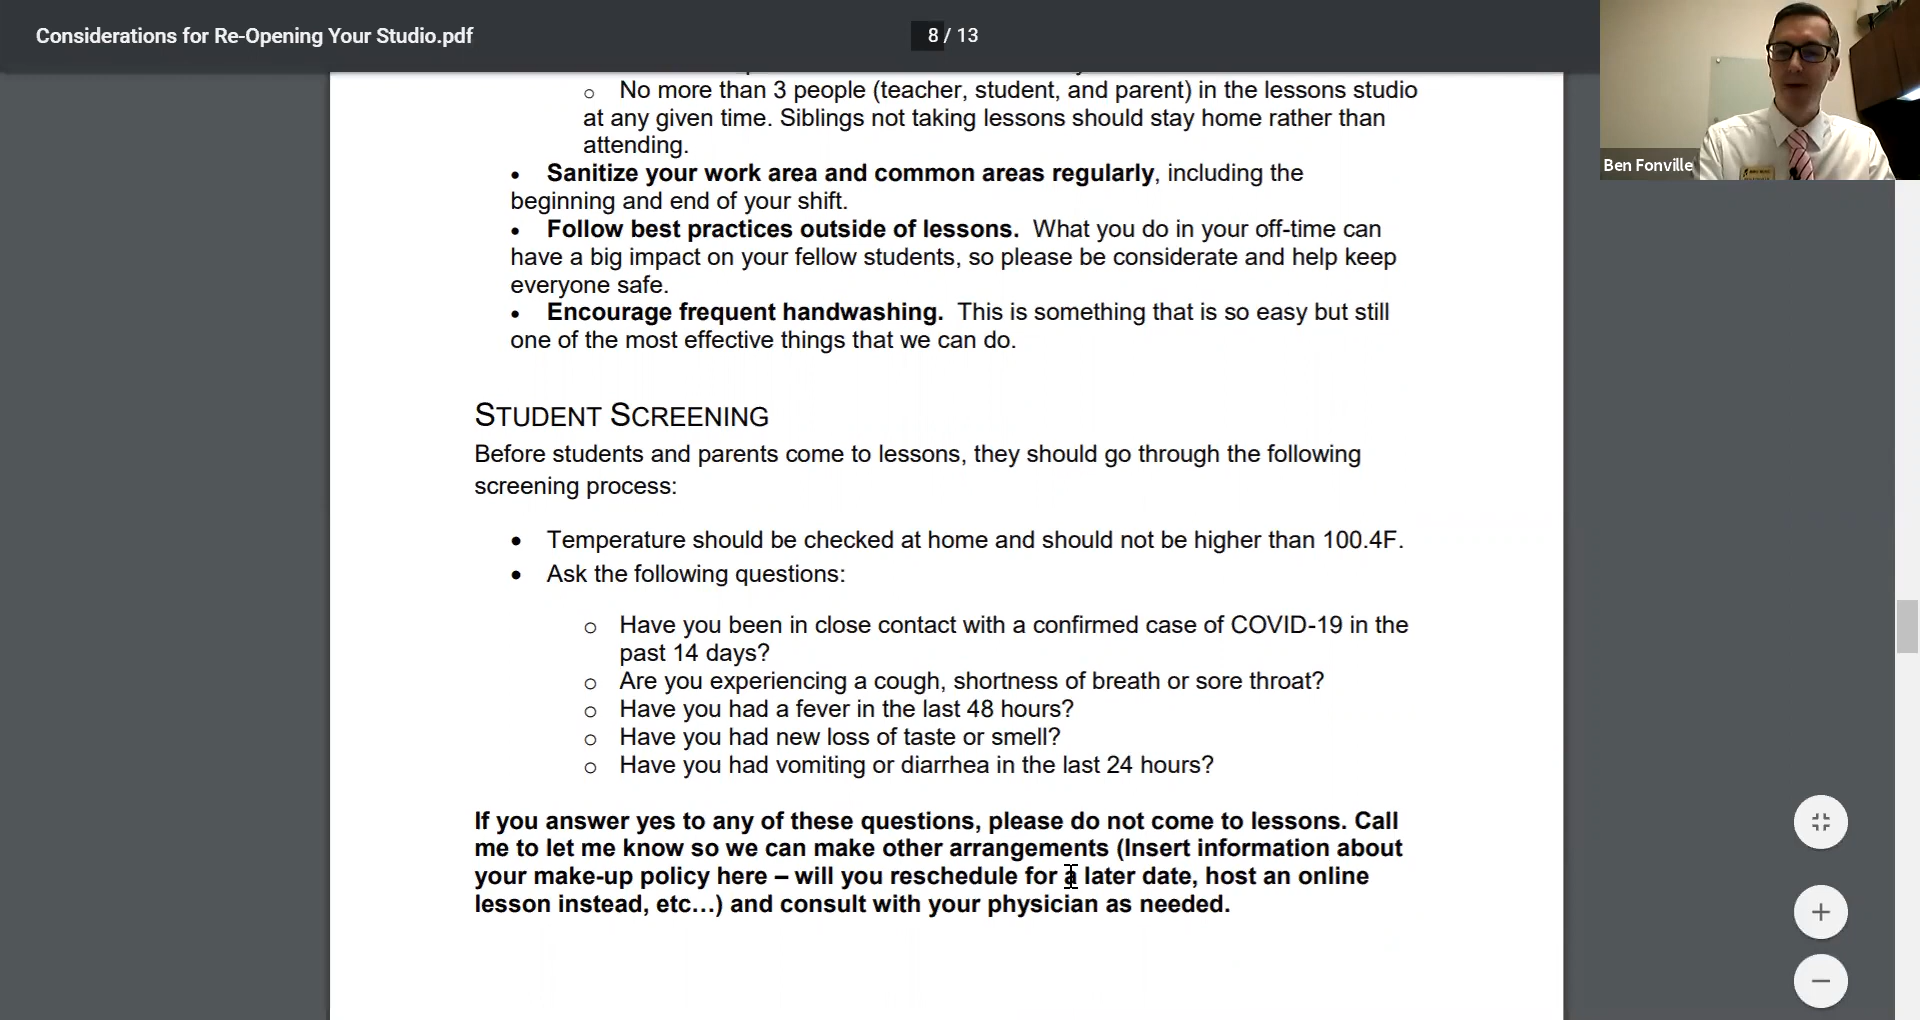 Considerations for Re-Opening Your Studio.pdf
8 / 13
Ben Fonville
○ No more than 3 people (teacher, student, and parent) in the lessons studio
at any given time. Siblings not taking lessons should stay home rather than
attending.
• Sanitize your work area and common areas regularly, including the
beginning and end of your shift.
• Follow best practices outside of lessons. What you do in your off-time can
have a big impact on your fellow students, so please be considerate and help keep
everyone safe.
• Encourage frequent handwashing. This is something that is so easy but still
one of the most effective things that we can do.
STUDENT SCREENING
Before students and parents come to lessons, they should go through the following
screening process:
• Temperature should be checked at home and should not be higher than 100.4F.
• Ask the following questions:
○ Have you been in close contact with a confirmed case of COVID-19 in the
past 14 days?
○ Are you experiencing a cough, shortness of breath or sore throat?
○ Have you had a fever in the last 48 hours?
○ Have you had new loss of taste or smell?
○ Have you had vomiting or diarrhea in the last 24 hours?
If you answer yes to any of these questions, please do not come to lessons. Call
me to let me know so we can make other arrangements (Insert information about
your make-up policy here – will you reschedule for a later date, host an online
lesson instead, etc…) and consult with your physician as needed.